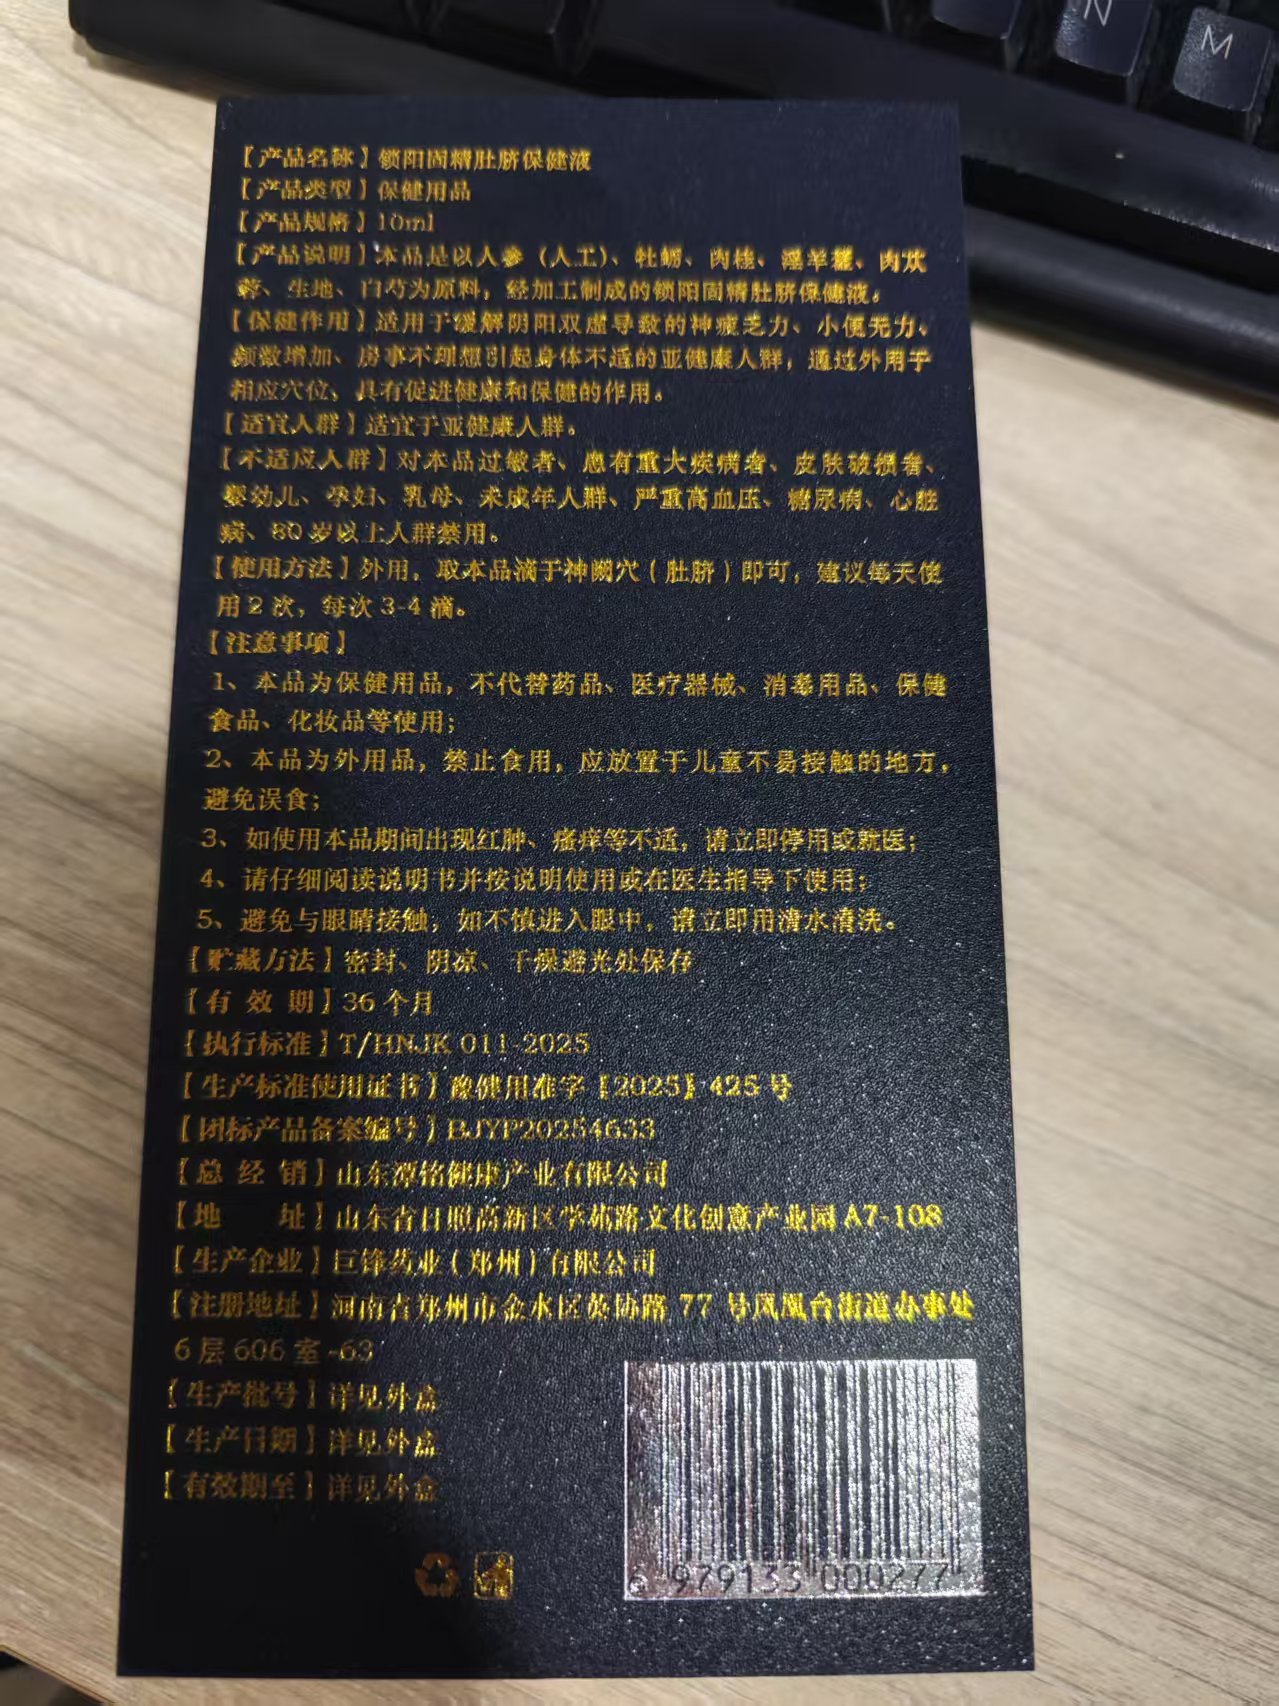 N
M
【产品名称】锁阳固精肚脐保健液
【产品类型】保健用品
【产品规格】10ml
【产品说明】本品是以人参（人工）、牡蛎、肉桂、淫羊藿、肉苁
蓉、生地、白芍为原料，经加工制成的锁阳固精肚脐保健液。
【保健作用】适用于缓解阴阳双虚导致的神疲乏力、小便无力、
频数增加、房事不理想引起身体不适的亚健康人群，通过外用于
相应穴位、具有促进健康和保健的作用。
【适宜人群】适宜于亚健康人群。
【不适应人群】对本品过敏者、患有重大疾病者、皮肤破损者、
婴幼儿、孕妇、乳母、未成年人群、严重高血压、糖尿病、心脏
病、80岁以上人群禁用。
【使用方法】外用，取本品滴于神阙穴（肚脐）即可，建议每天使
用2次，每次3-4滴。
【注意事项】
1、本品为保健用品，不代替药品、医疗器械、消毒用品、保健
食品、化妆品等使用；
2、本品为外用品，禁止食用，应放置于儿童不易接触的地方，
避免误食；
3、如使用本品期间出现红肿、瘙痒等不适，请立即停用或就医；
4、请仔细阅读说明书并按说明使用或在医生指导下使用；
5、避免与眼睛接触，如不慎进入眼中，请立即用清水清洗。
【贮藏方法】密封、阴凉、干燥避光处保存
【有 效 期】36个月
【执行标准】T/HNJK 011-2025
【生产标准使用证书】豫健用准字【2025】425号
【团标产品备案编号】BJYP20254633
【总 经 销】山东潭铭健康产业有限公司
【地 址】山东省日照高新区学苑路文化创意产业园A7-108
【生产企业】巨锋药业（郑州）有限公司
【注册地址】河南省郑州市金水区英协路 77 号凤凰台街道办事处
6层606室-63
【生产批号】详见外盒
【生产日期】详见外盒
【有效期至】详见外盒
6 979133 000277